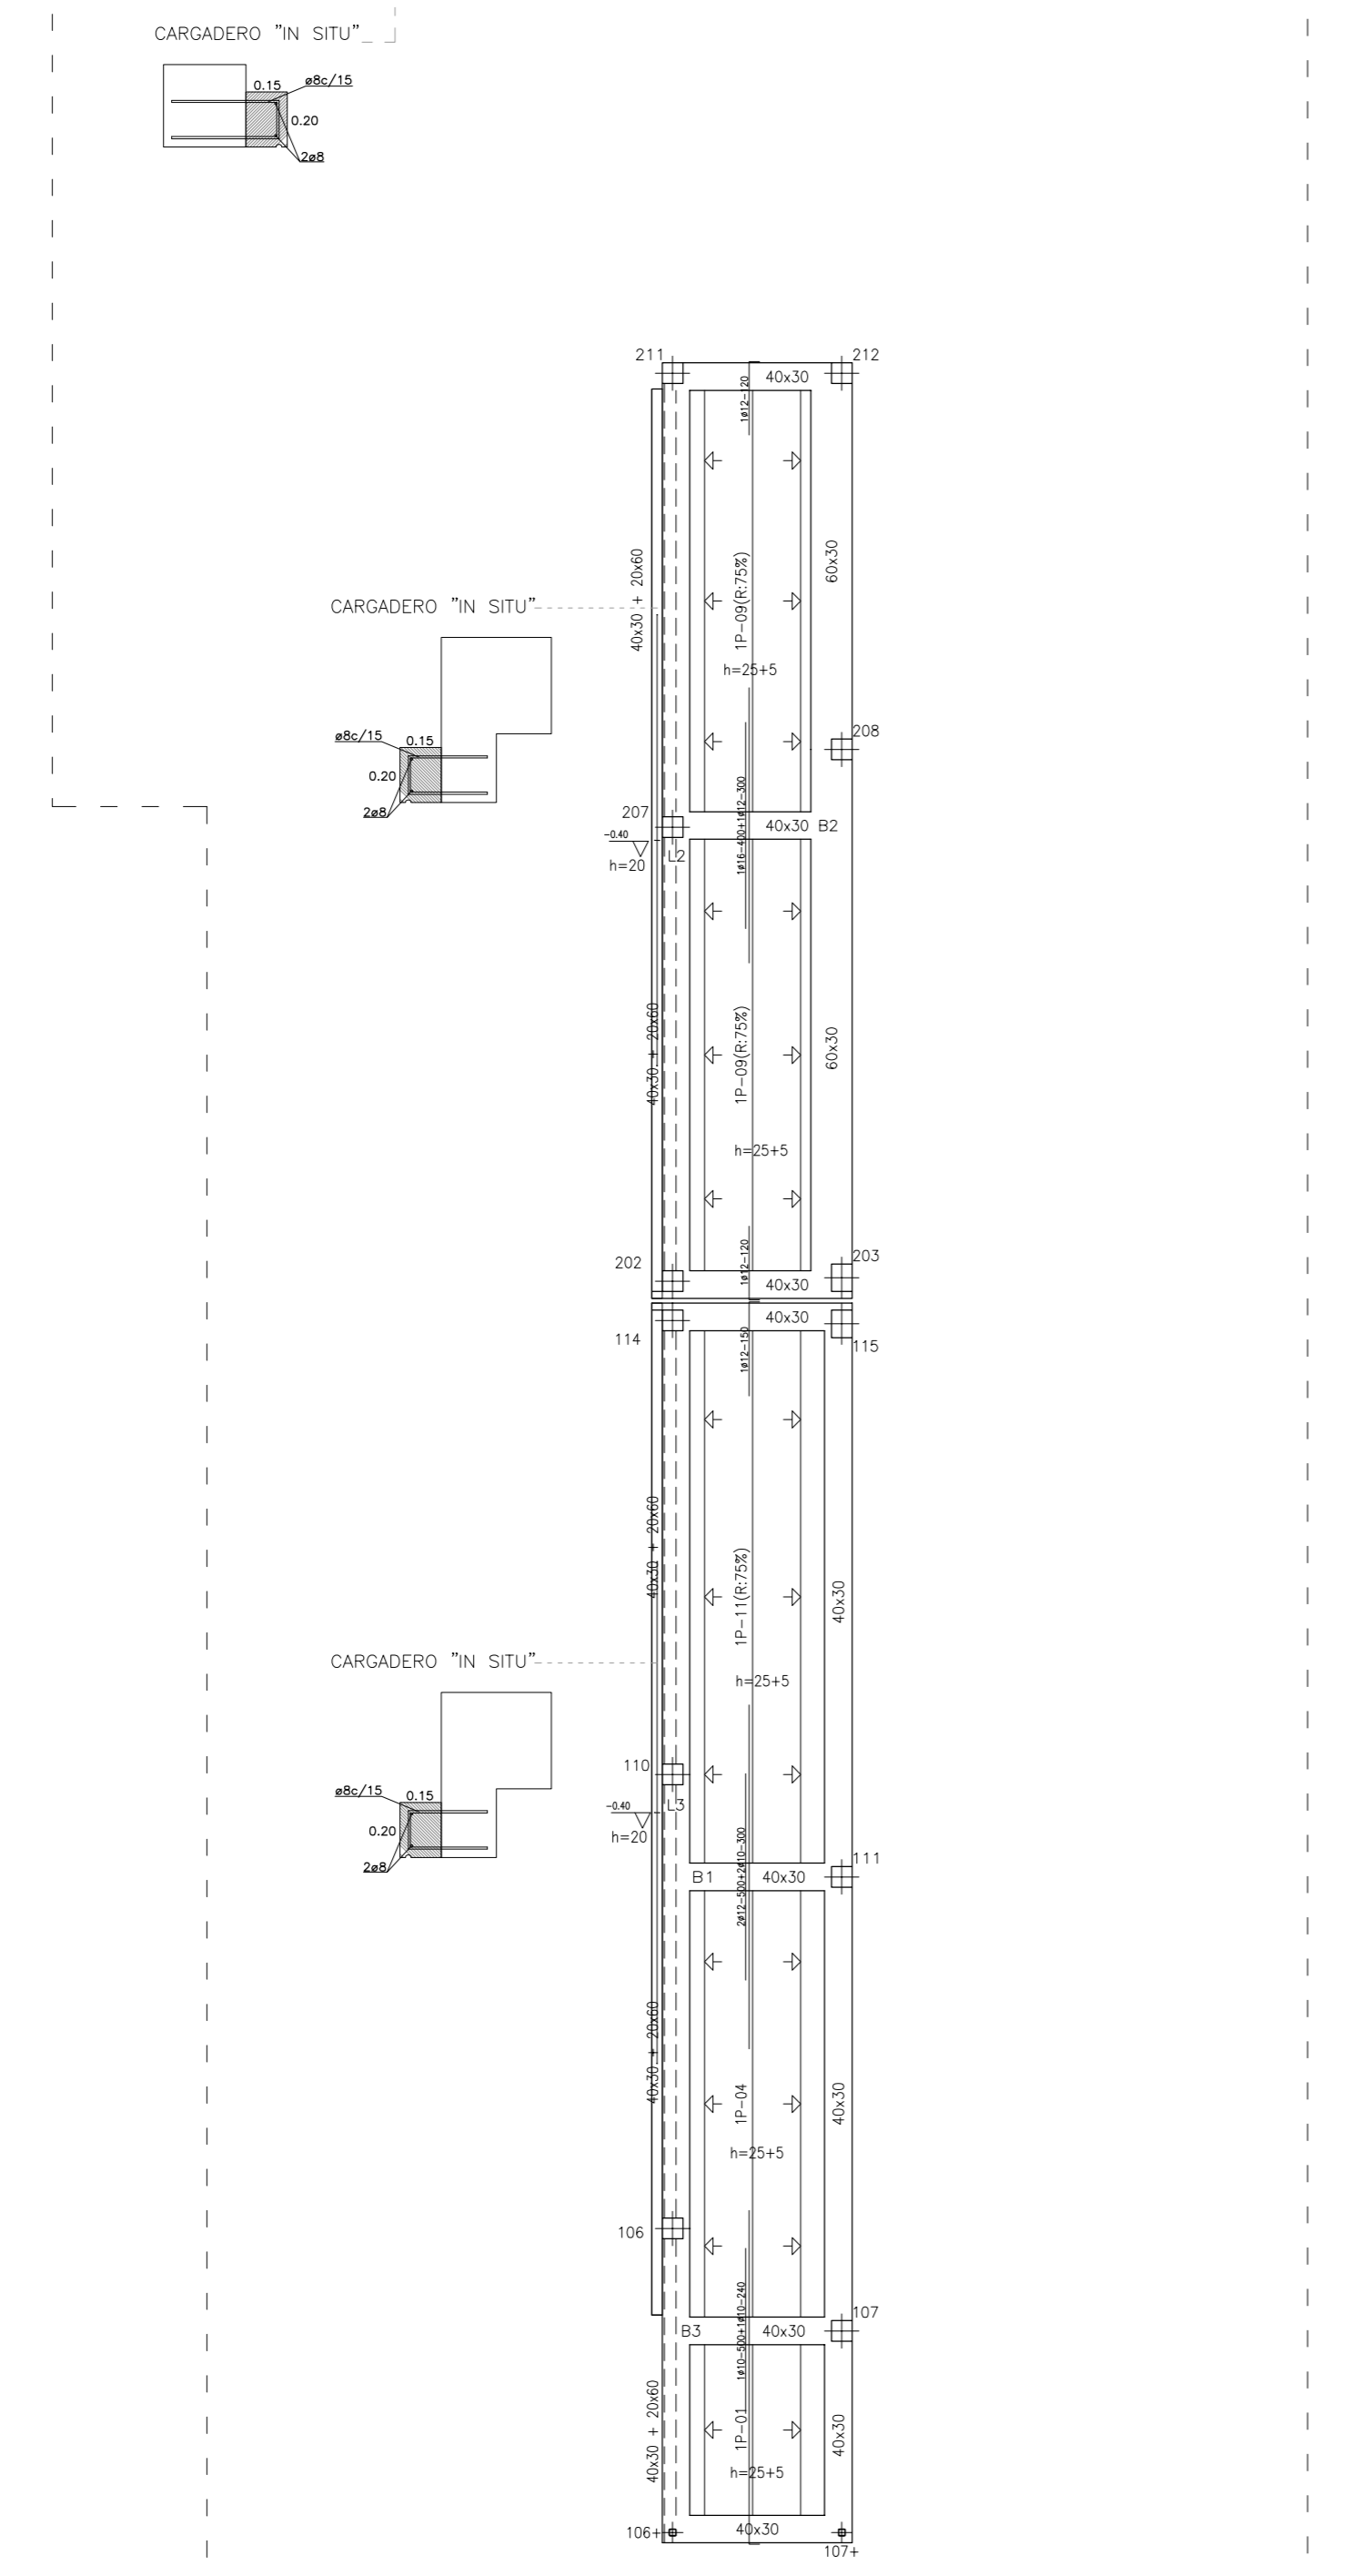 CARGADERO "IN SITU"
0.15
ø8c/15
0.20
2ø8
211
212
40x30
1ø12-120
40x30 + 20x60
1P-09(R:75%)
60x30
CARGADERO "IN SITU"
h=25+5
ø8c/15
0.15
0.20
2ø8
208
207
1ø16-400+1ø12-300
40x30 B2
-0.40
L2
h=20
40x30 + 20x60
1P-09(R:75%)
60x30
h=25+5
202
1ø12-120
203
40x30
114
40x30
115
1ø12-150
40x30 + 20x60
1P-11(R:75%)
40x30
CARGADERO "IN SITU"
h=25+5
ø8c/15
0.15
0.20
2ø8
110
-0.40
L3
h=20
2ø12-500+2ø10-300
111
B1
40x30
40x30 + 20x60
1P-04
40x30
h=25+5
106
1ø10-500+1ø10-240
107
B3
40x30
40x30 + 20x60
1P-01
40x30
h=25+5
106+
40x30
107+